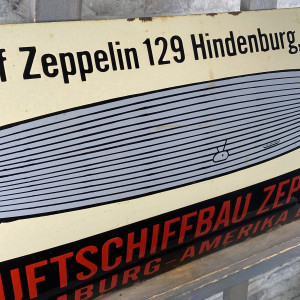 f Zeppelin 129 Hindenburg,
UFTSCHIFFBAU ZEP
BURG-AMERIKA